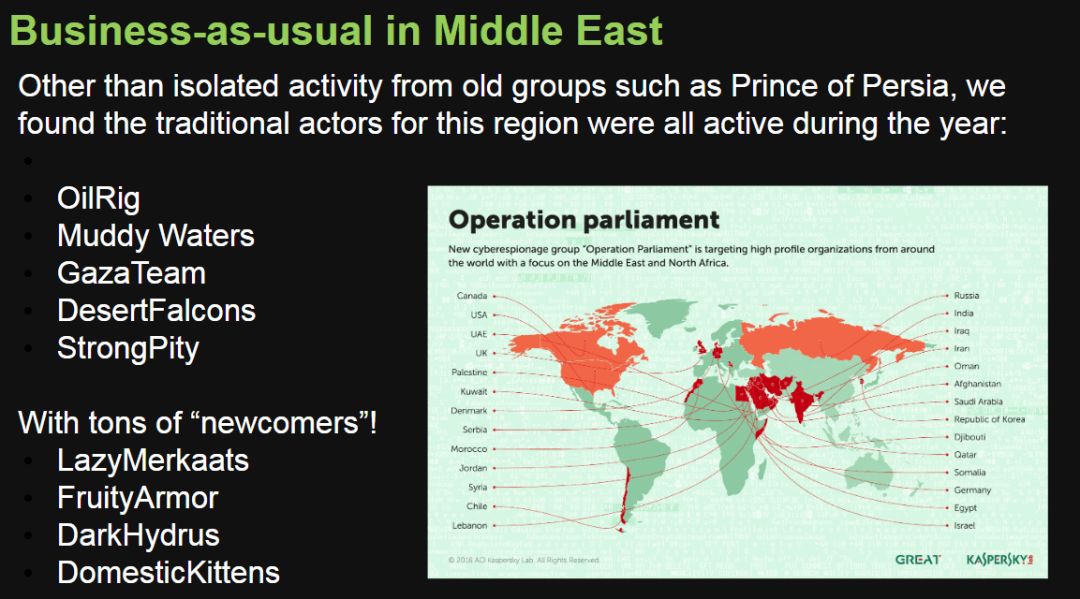 Business-as-usual in Middle East
Other than isolated activity from old groups such as Prince of Persia, we
found the traditional actors for this region were all active during the year:
OilRig
Muddy Waters
GazaTeam
DesertFalcons
StrongPity
With tons of “newcomers”!
LazyMerkaats
FruityArmor
DarkHydrus
DomesticKittens
Operation parliament
New cyberespionage group "Operation Parliament" is targeting high profile organizations from around
the world with a focus on the Middle East and North Africa.
Canada
USA
UAE
UK
Palestine
Kuwait
Denmark
Serbia
Morocco
Jordan
Syria
Chile
Lebanon
Russia
India
Iraq
Iran
Oman
Afghanistan
Saudi Arabia
Republic of Korea
Djibouti
Qatar
Somalia
Germany
Egypt
Israel
© 2018 AO Kaspersky Lab. All Rights Reserved.
GREAT
KASPERSKY lab